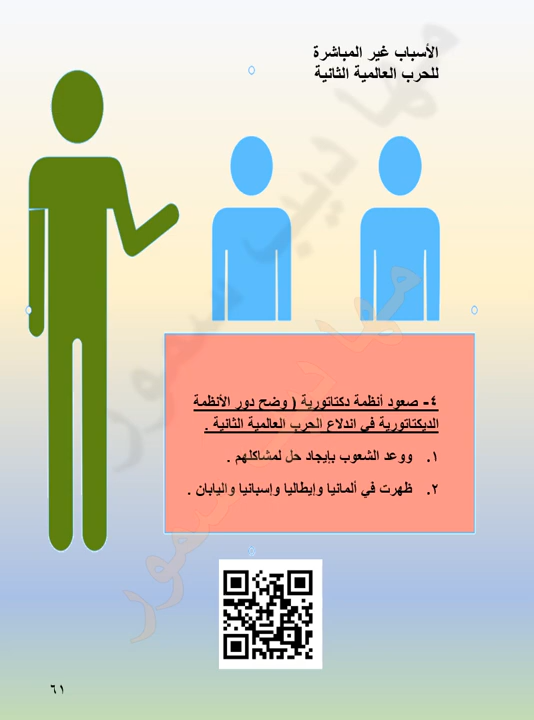 الأسباب غير المباشرة
للحرب العالمية الثانية
٤- صعود أنظمة دكتاتورية ( وضح دور الأنظمة
الديكتاتورية في اندلاع الحرب العالمية الثانية .
١. ووعد الشعوب بإيجاد حل لمشاكلهم .
٢. ظهرت في ألمانيا وإيطاليا وإسبانيا واليابان .
٦١